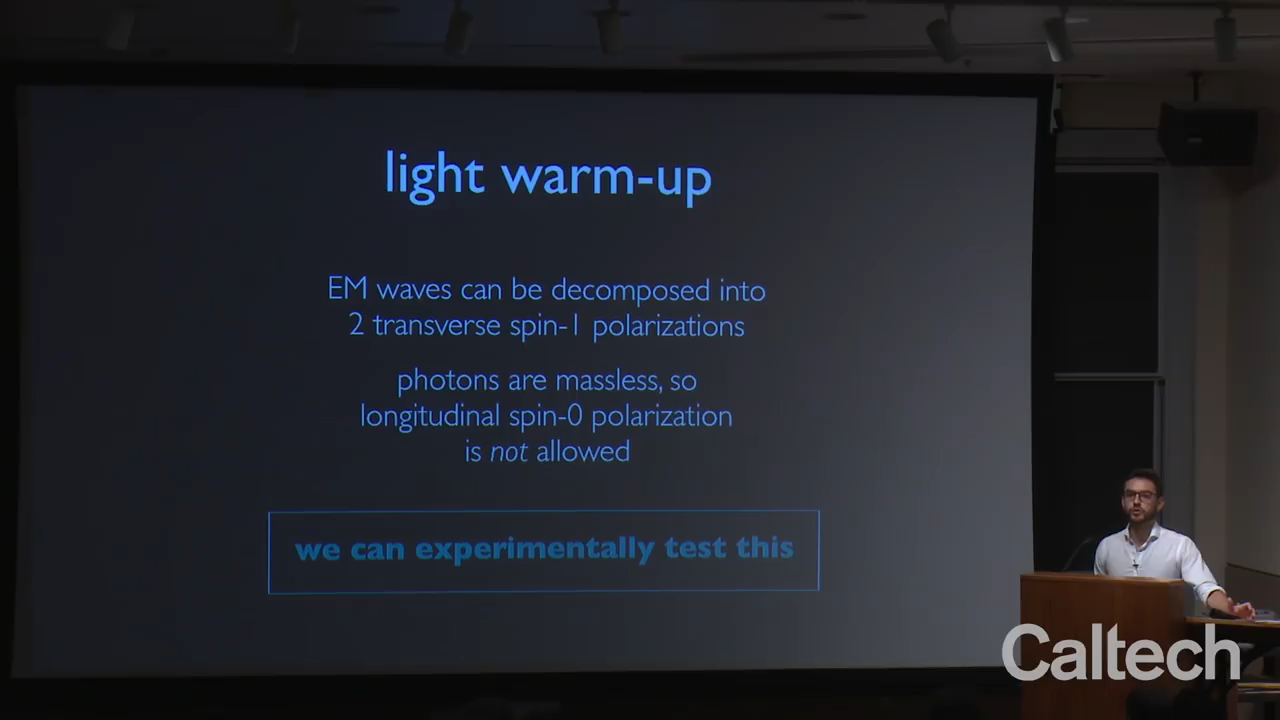 light warm-up
EM waves can be decomposed into
2 transverse spin-1 polarizations
photons are massless, so
longitudinal spin-0 polarization
is not allowed
we can experimentally test this
Caltech